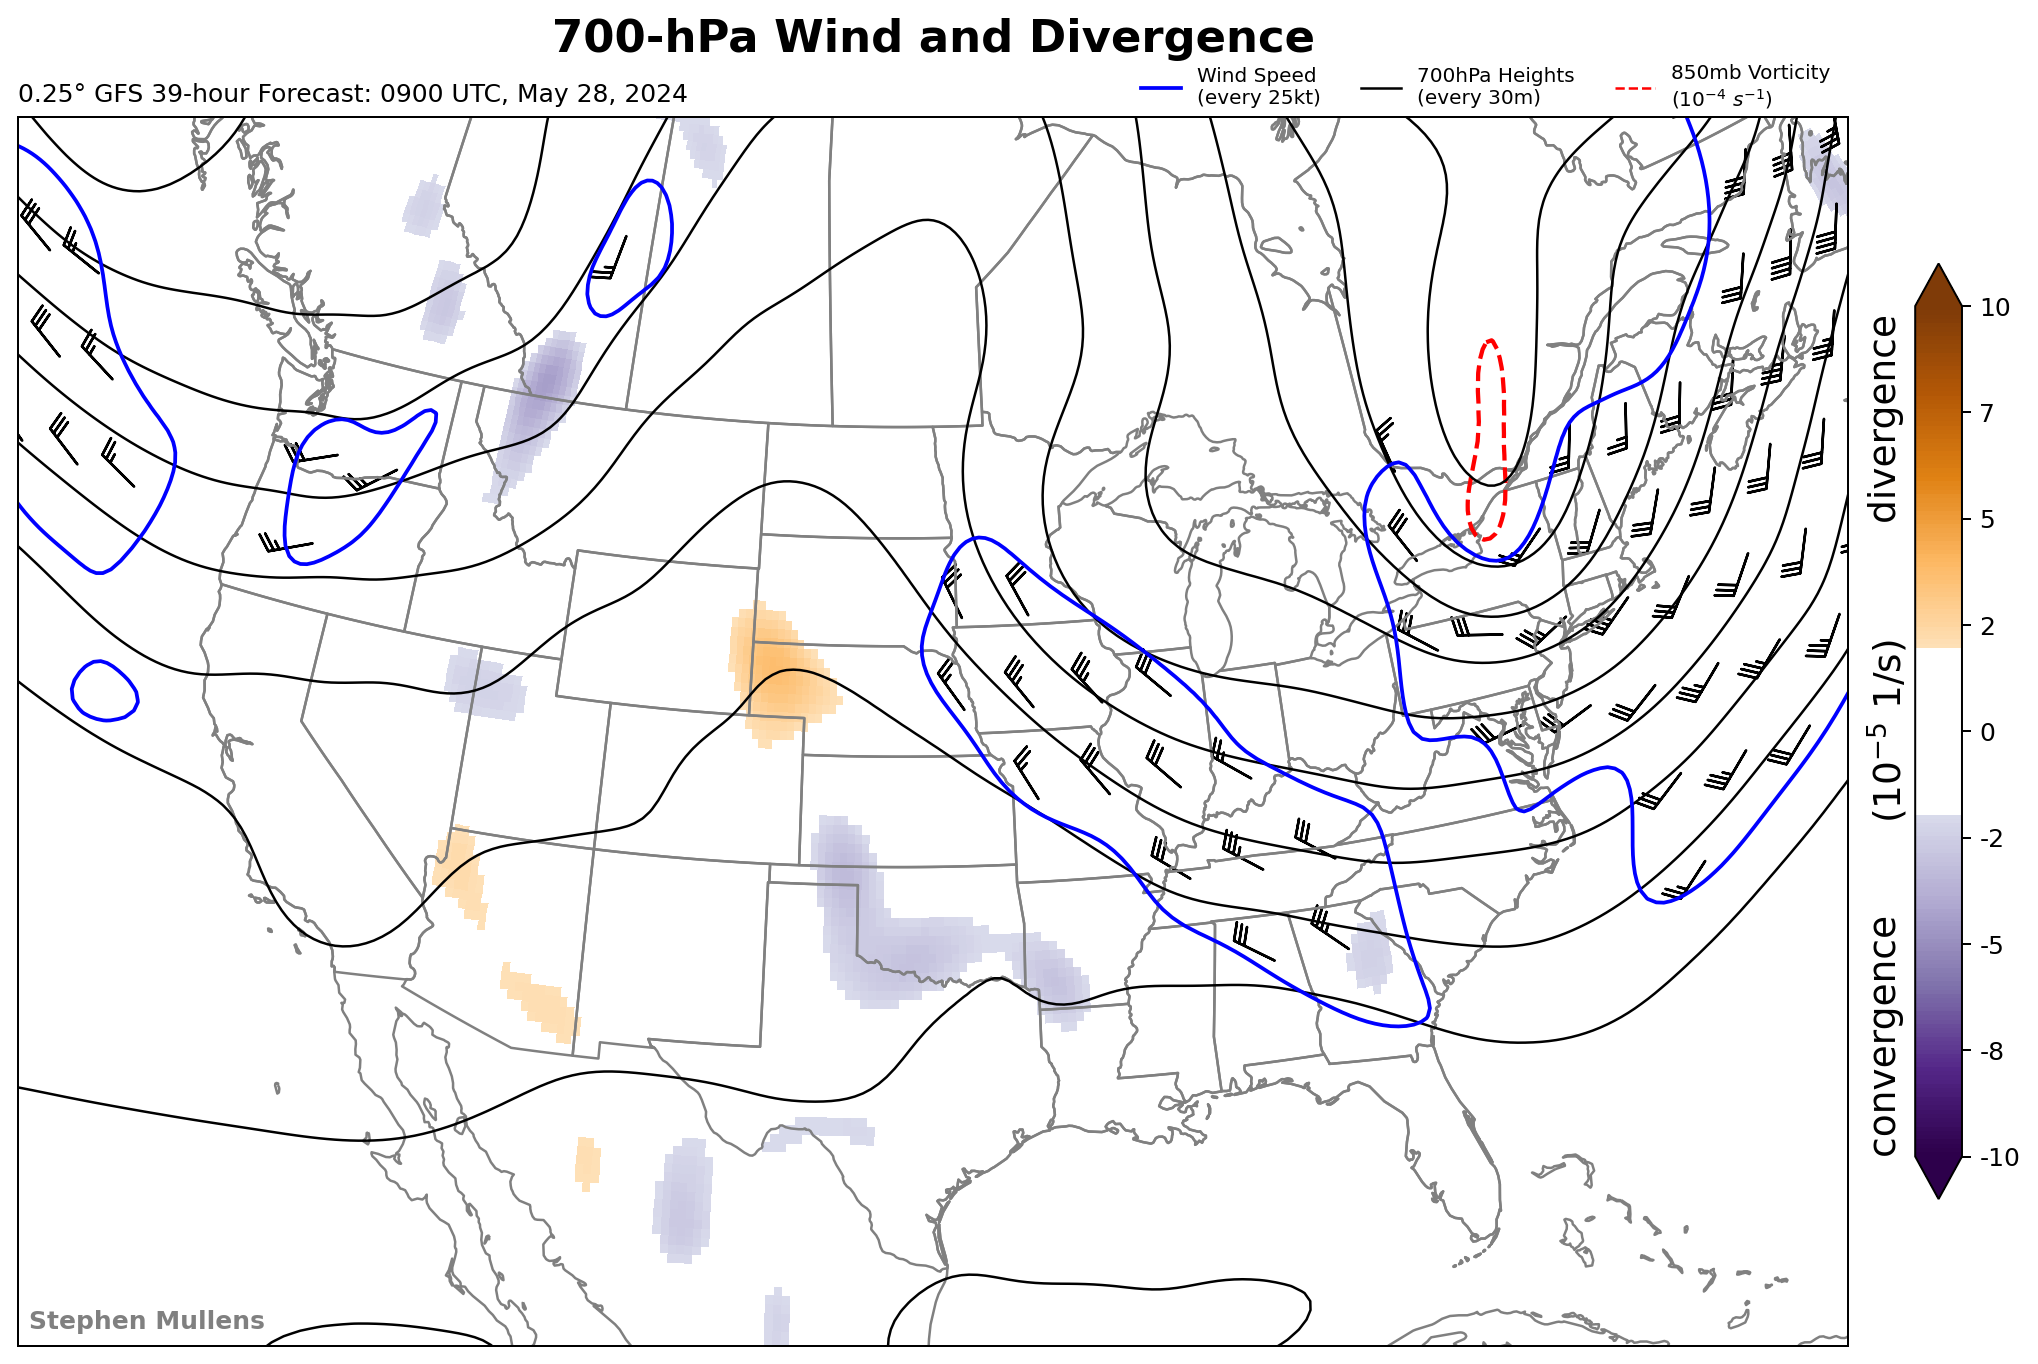 700-hPa Wind and Divergence
0.25° GFS 39-hour Forecast: 0900 UTC, May 28, 2024
Wind Speed
(every 25kt)
700hPa Heights
(every 30m)
850mb Vorticity
(10⁻⁴ s⁻¹)
10
7
5
2
0
-2
-5
-8
-10
convergence (10⁻⁵ 1/s) divergence
Stephen Mullens